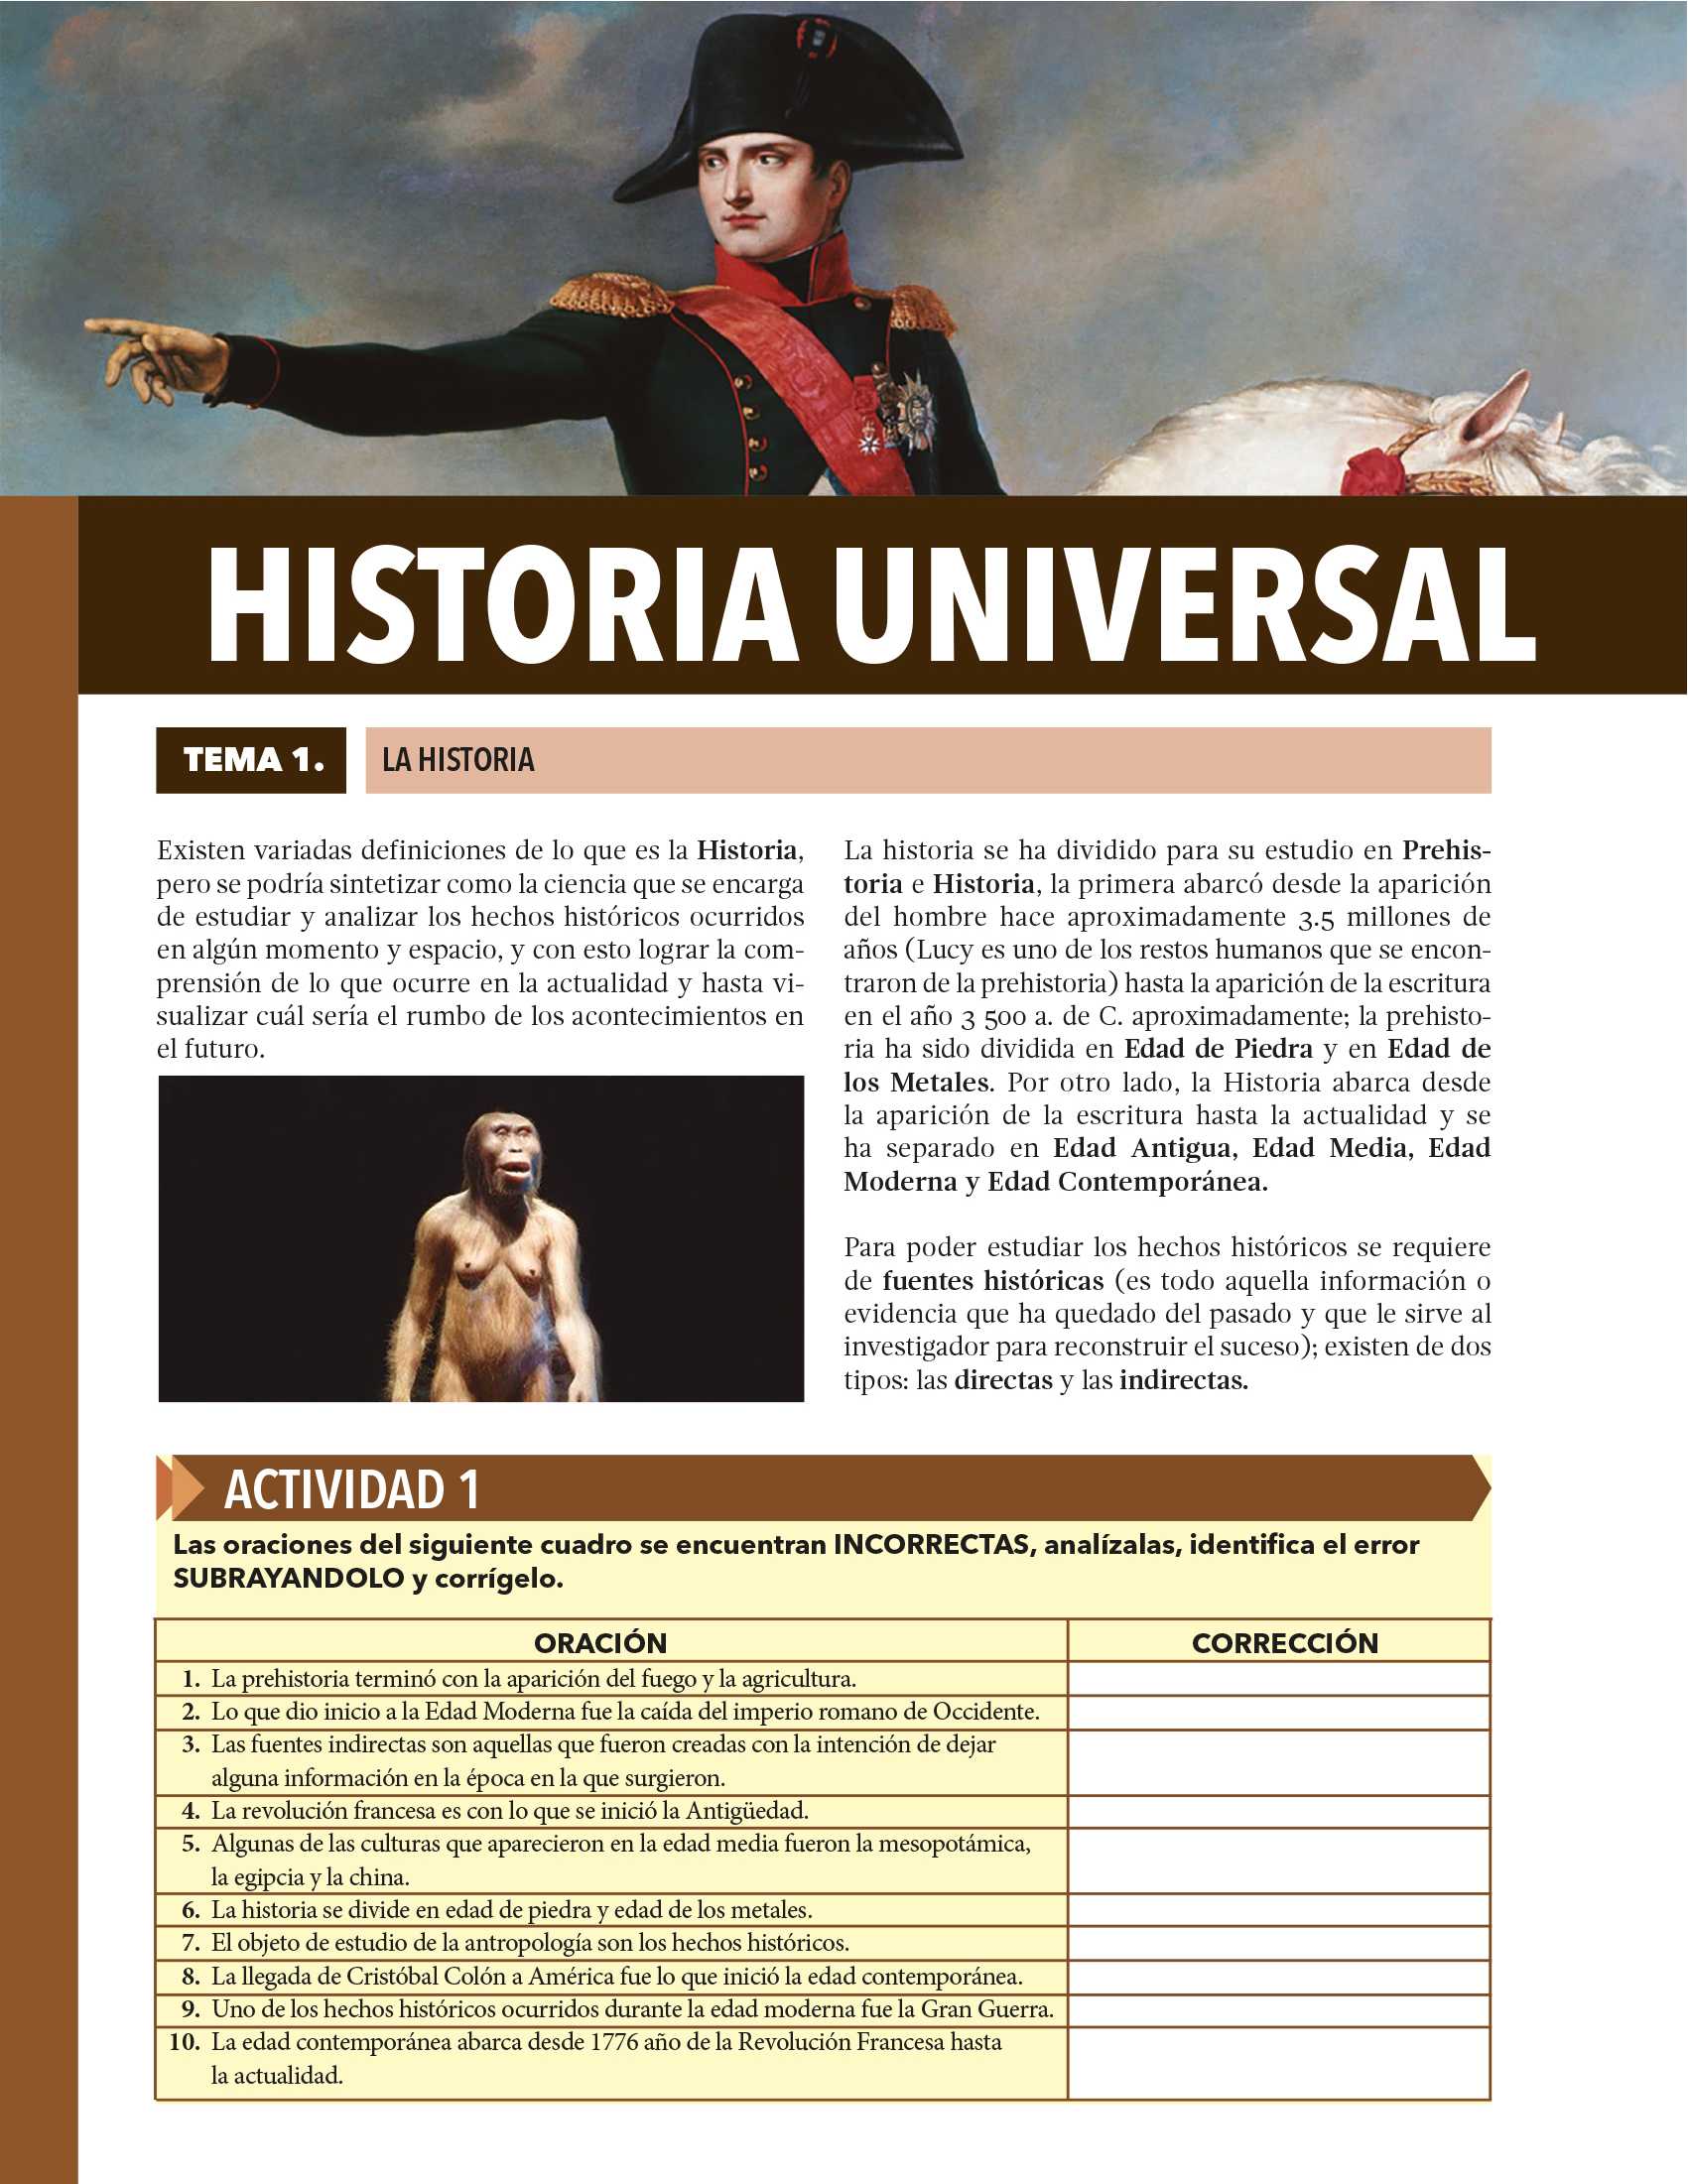 HISTORIA UNIVERSAL
TEMA 1.
LA HISTORIA
Existen variadas definiciones de lo que es la Historia,
pero se podría sintetizar como la ciencia que se encarga
de estudiar y analizar los hechos históricos ocurridos
en algún momento y espacio, y con esto lograr la com-
prensión de lo que ocurre en la actualidad y hasta vi-
sualizar cuál sería el rumbo de los acontecimientos en
el futuro.
La historia se ha dividido para su estudio en Prehis-
toria e Historia, la primera abarcó desde la aparición
del hombre hace aproximadamente 3.5 millones de
años (Lucy es uno de los restos humanos que se encon-
traron de la prehistoria) hasta la aparición de la escritura
en el año 3 500 a. de C. aproximadamente; la prehisto-
ria ha sido dividida en Edad de Piedra y en Edad de
los Metales. Por otro lado, la Historia abarca desde
la aparición de la escritura hasta la actualidad y se
ha separado en Edad Antigua, Edad Media, Edad
Moderna y Edad Contemporánea.
Para poder estudiar los hechos históricos se requiere
de fuentes históricas (es todo aquella información o
evidencia que ha quedado del pasado y que le sirve al
investigador para reconstruir el suceso); existen de dos
tipos: las directas y las indirectas.
ACTIVIDAD 1
Las oraciones del siguiente cuadro se encuentran INCORRECTAS, analízalas, identifica el error
SUBRAYANDOLO y corrígelo.
ORACIÓN
CORRECCIÓN
1. La prehistoria terminó con la aparición del fuego y la agricultura.
2. Lo que dio inicio a la Edad Moderna fue la caída del imperio romano de Occidente.
3. Las fuentes indirectas son aquellas que fueron creadas con la intención de dejar
alguna información en la época en la que surgieron.
4. La revolución francesa es con lo que se inició la Antigüedad.
5. Algunas de las culturas que aparecieron en la edad media fueron la mesopotámica,
la egipcia y la china.
6. La historia se divide en edad de piedra y edad de los metales.
7. El objeto de estudio de la antropología son los hechos históricos.
8. La llegada de Cristóbal Colón a América fue lo que inició la edad contemporánea.
9. Uno de los hechos históricos ocurridos durante la edad moderna fue la Gran Guerra.
10. La edad contemporánea abarca desde 1776 año de la Revolución Francesa hasta
la actualidad.